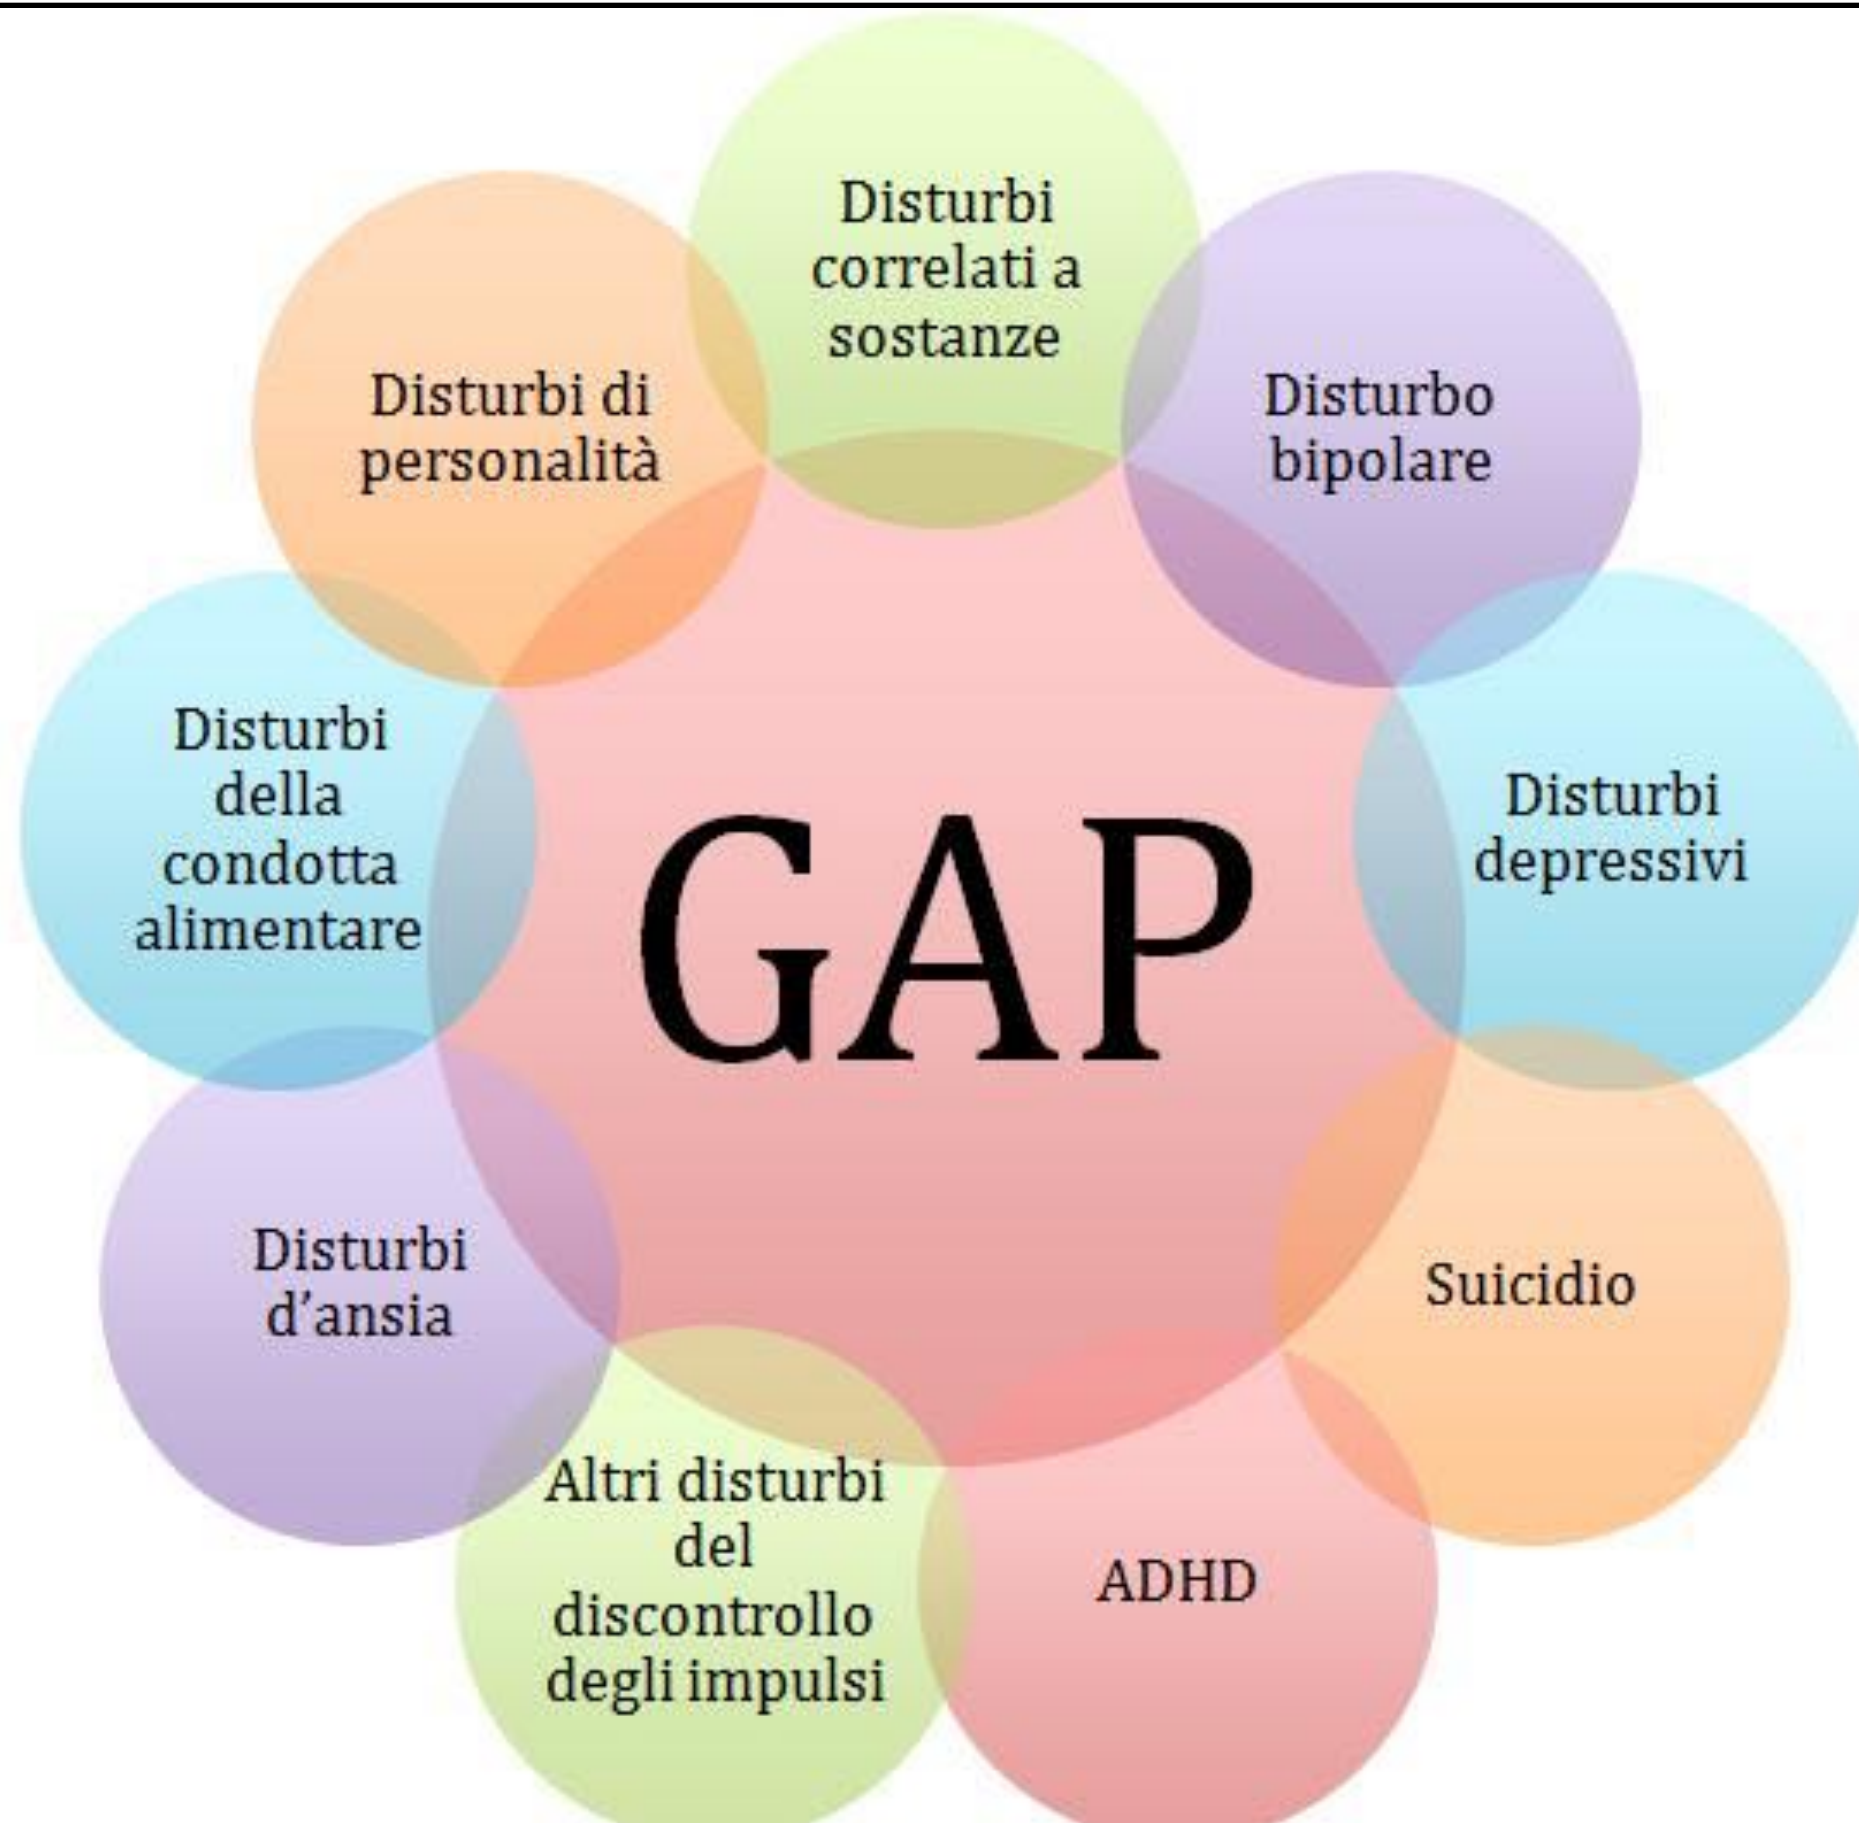 Disturbi
correlati a
sostanze
Disturbo
bipolare
Disturbi
depressivi
Suicidio
ADHD
Altri disturbi
del
discontrollo
degli impulsi
Disturbi
d’ansia
Disturbi
della
condotta
alimentare
Disturbi di
personalità
GAP